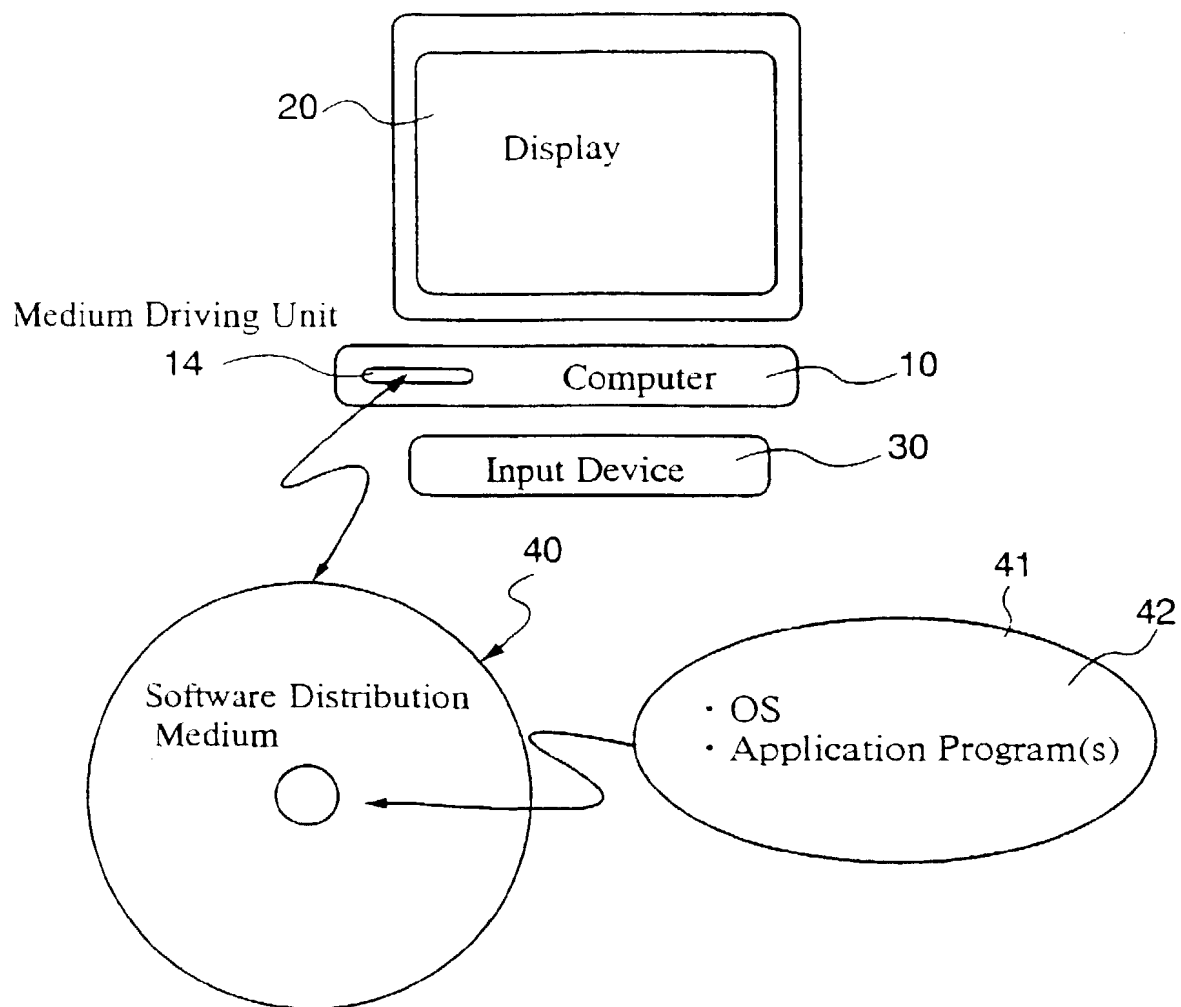 20
Display
Medium Driving Unit
14
Computer
10
Input Device
30
40
41
42
Software Distribution
Medium
· OS
· Application Program(s)